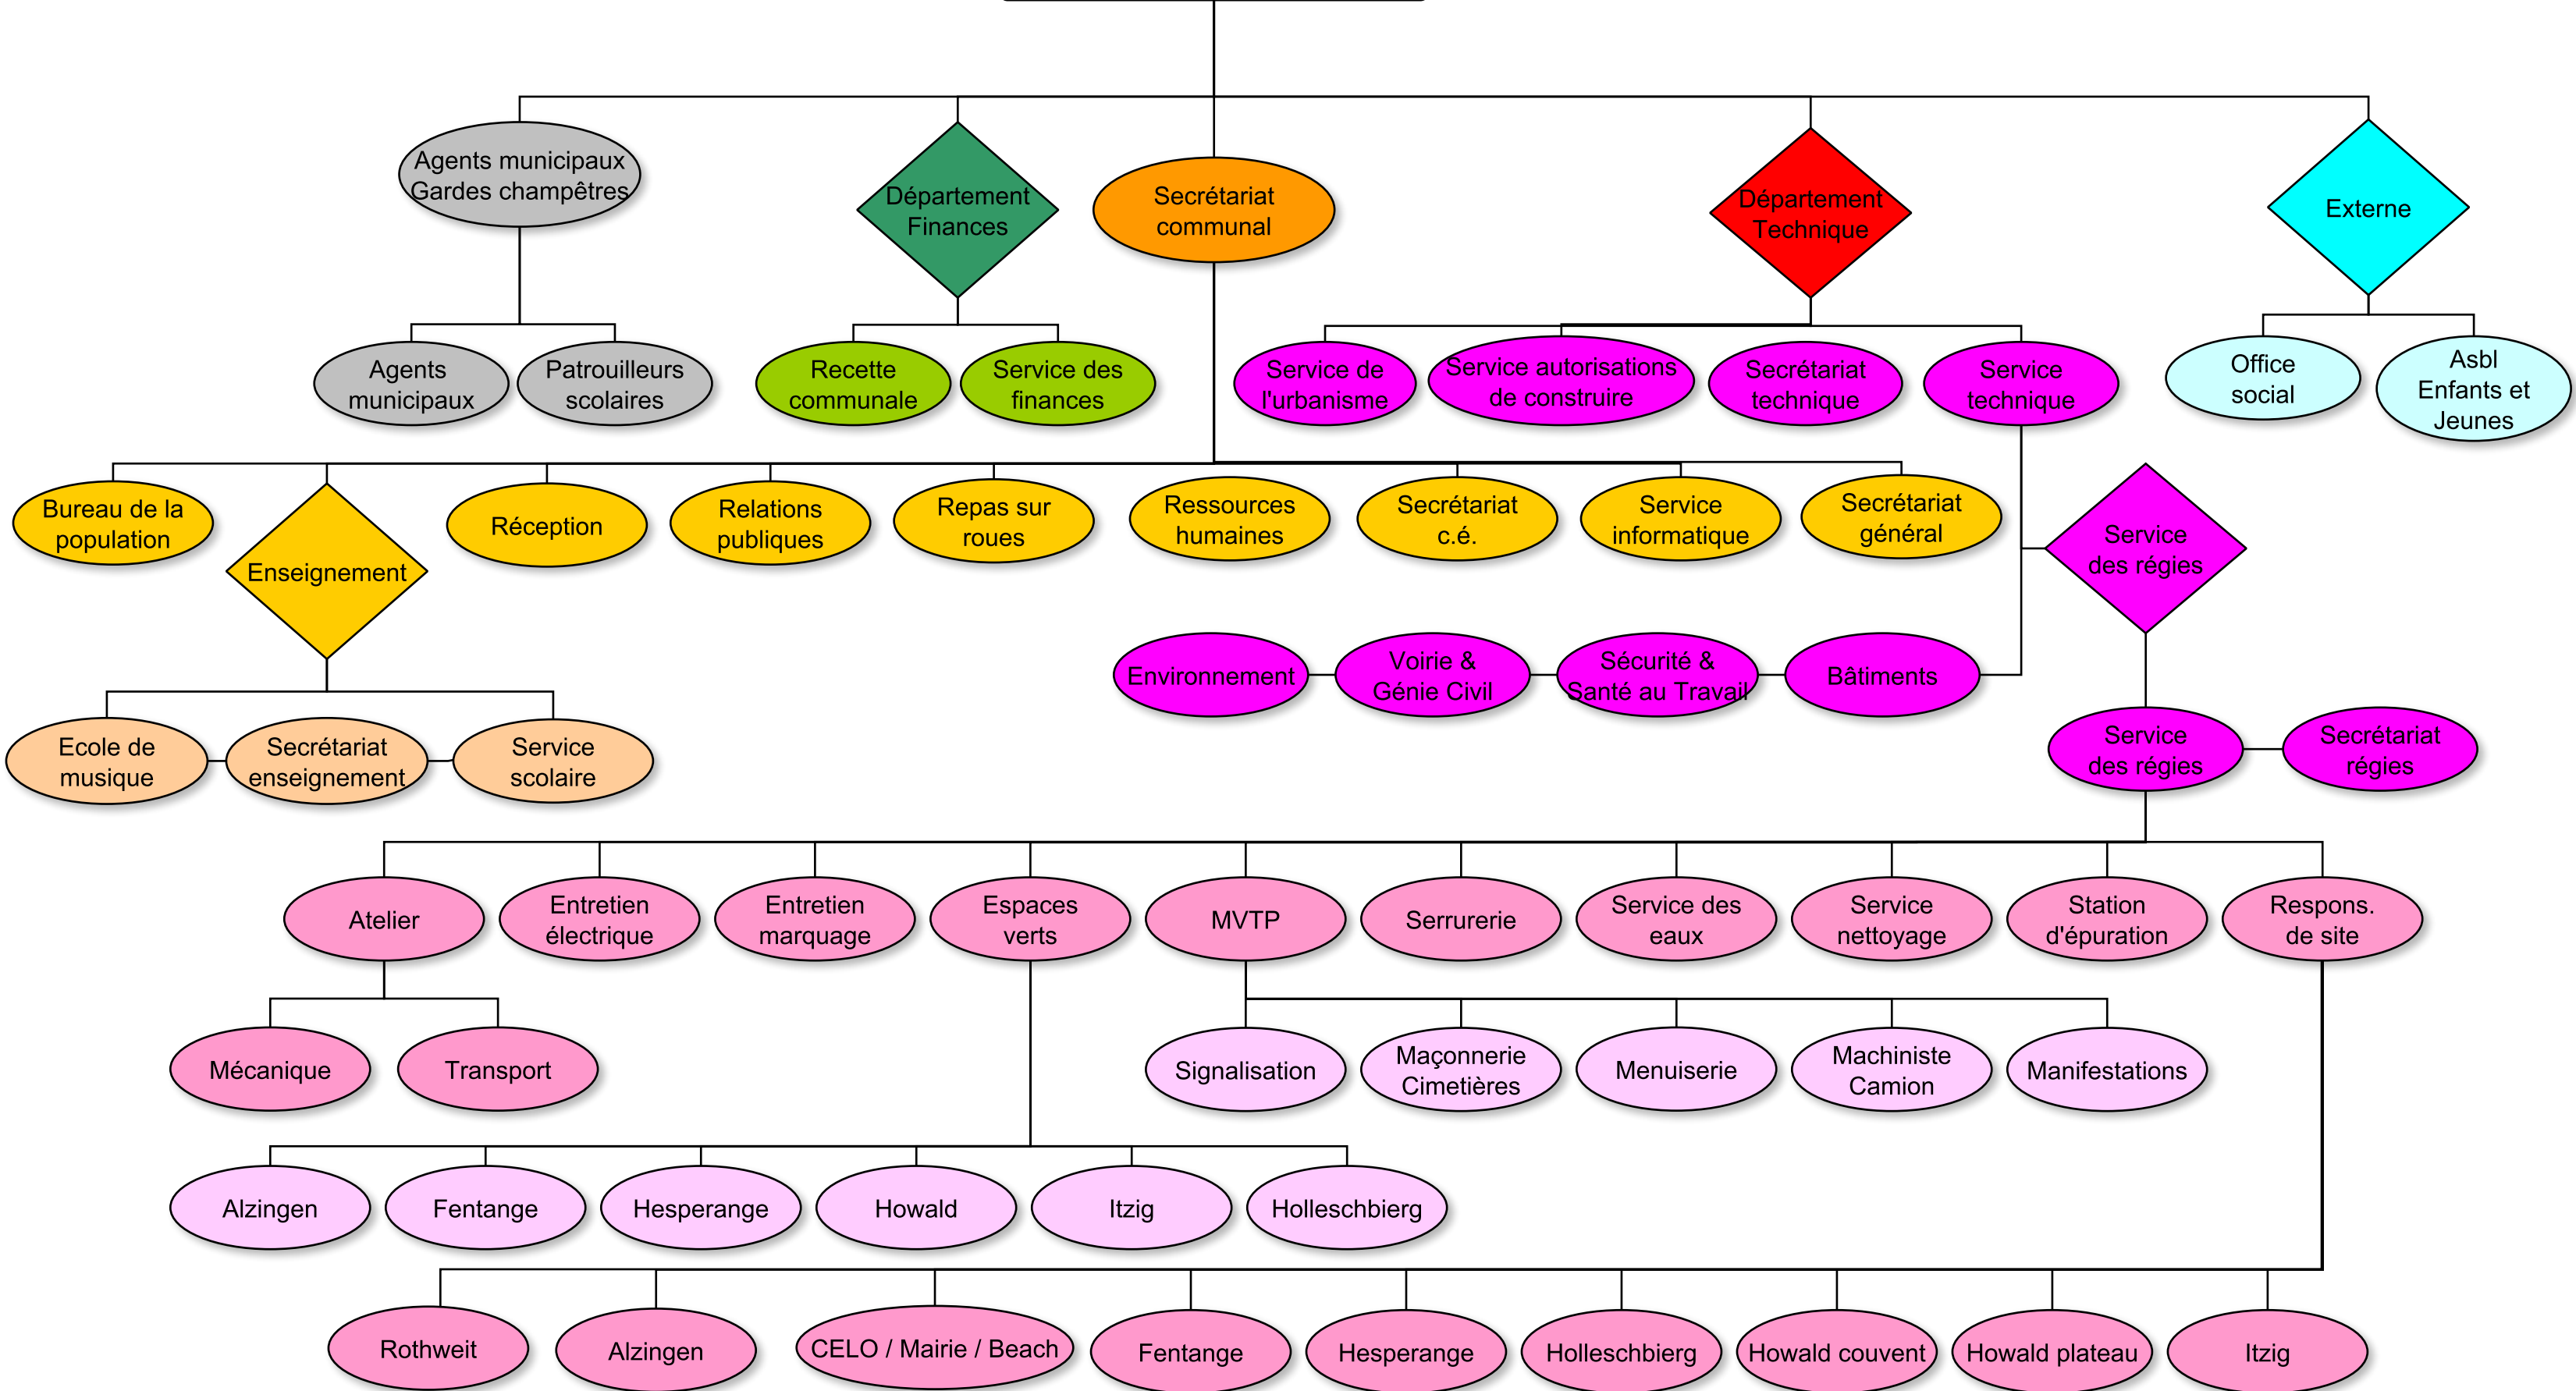 Agents municipaux
Gardes champêtres
Département
Finances
Secrétariat
communal
Département
Technique
Externe
Agents
municipaux
Patrouilleurs
scolaires
Recette
communale
Service des
finances
Service de
l'urbanisme
Service autorisations
de construire
Secrétariat
technique
Service
technique
Office
social
Asbl
Enfants et
Jeunes
Bureau de la
population
Enseignement
Réception
Relations
publiques
Repas sur
roues
Ressources
humaines
Secrétariat
c.é.
Service
informatique
Secrétariat
général
Service
des régies
Environnement
Voirie &
Génie Civil
Sécurité &
Santé au Travail
Bâtiments
Ecole de
musique
Secrétariat
enseignement
Service
scolaire
Service
des régies
Secrétariat
régies
Atelier
Entretien
électrique
Entretien
marquage
Espaces
verts
MVTP
Serrurerie
Service des
eaux
Service
nettoyage
Station
d'épuration
Respons.
de site
Mécanique
Transport
Signalisation
Maçonnerie
Cimetières
Menuiserie
Machiniste
Camion
Manifestations
Alzingen
Fentange
Hesperange
Howald
Itzig
Holleschbierg
Rothweit
Alzingen
CELO / Mairie / Beach
Fentange
Hesperange
Holleschbierg
Howald couvent
Howald plateau
Itzig